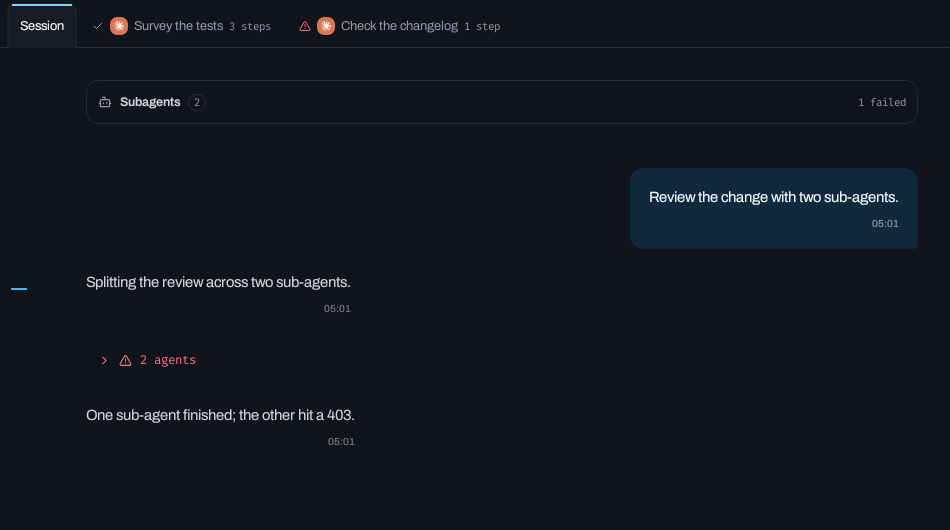 Session
Survey the tests 3 steps
Check the changelog 1 step
Subagents 2
1 failed
Review the change with two sub-agents.
05:01
Splitting the review across two sub-agents.
05:01
2 agents
One sub-agent finished; the other hit a 403.
05:01